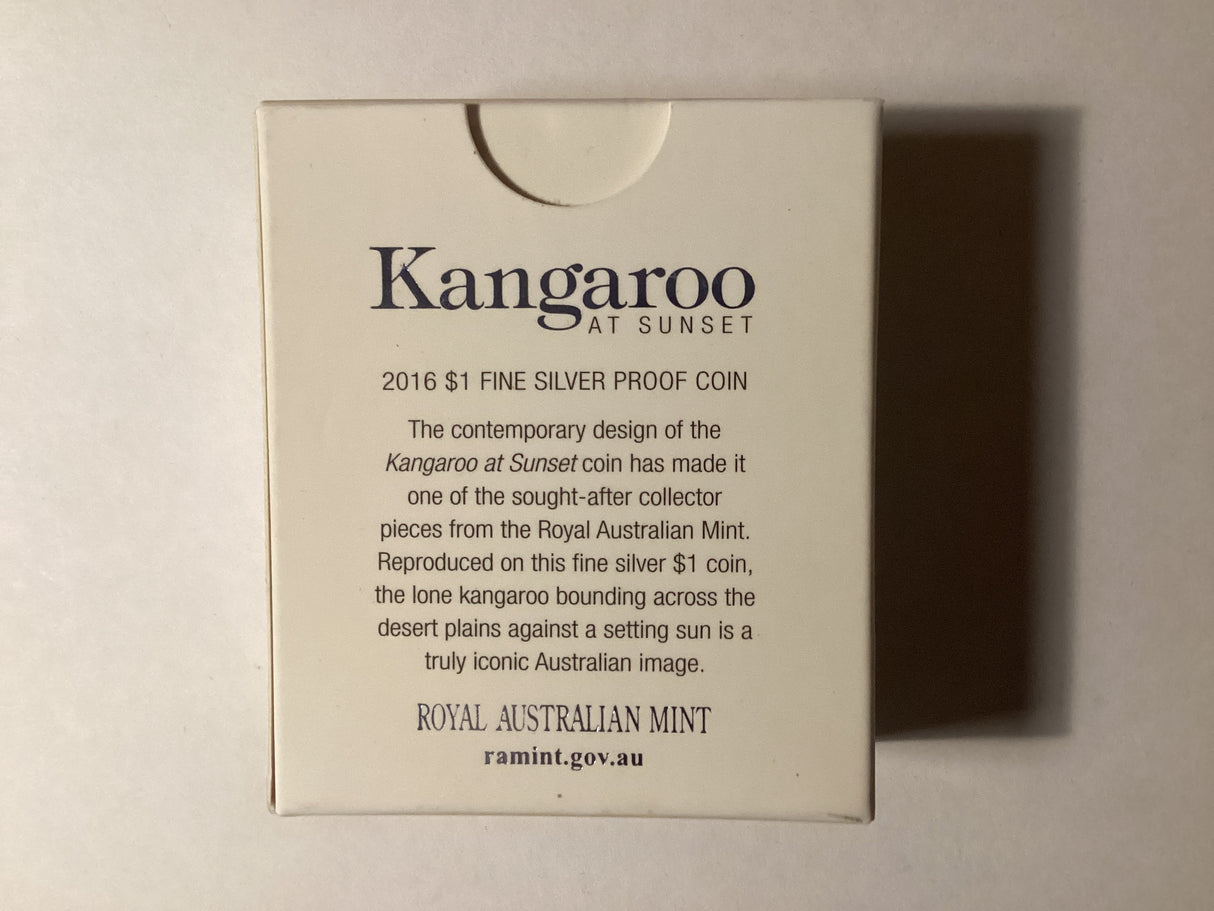 Kangaroo
AT SUNSET
2016 $1 FINE SILVER PROOF COIN
The contemporary design of the
Kangaroo at Sunset coin has made it
one of the sought-after collector
pieces from the Royal Australian Mint.
Reproduced on this fine silver $1 coin,
the lone kangaroo bounding across the
desert plains against a setting sun is a
truly iconic Australian image.
ROYAL AUSTRALIAN MINT
ramint.gov.au